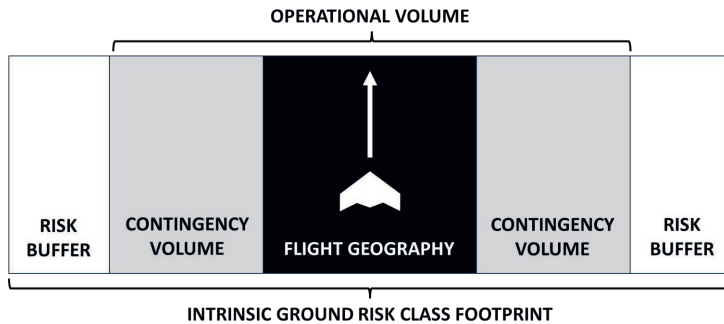 OPERATIONAL VOLUME
RISK
BUFFER
CONTINGENCY
VOLUME
FLIGHT GEOGRAPHY
CONTINGENCY
VOLUME
RISK
BUFFER
INTRINSIC GROUND RISK CLASS FOOTPRINT